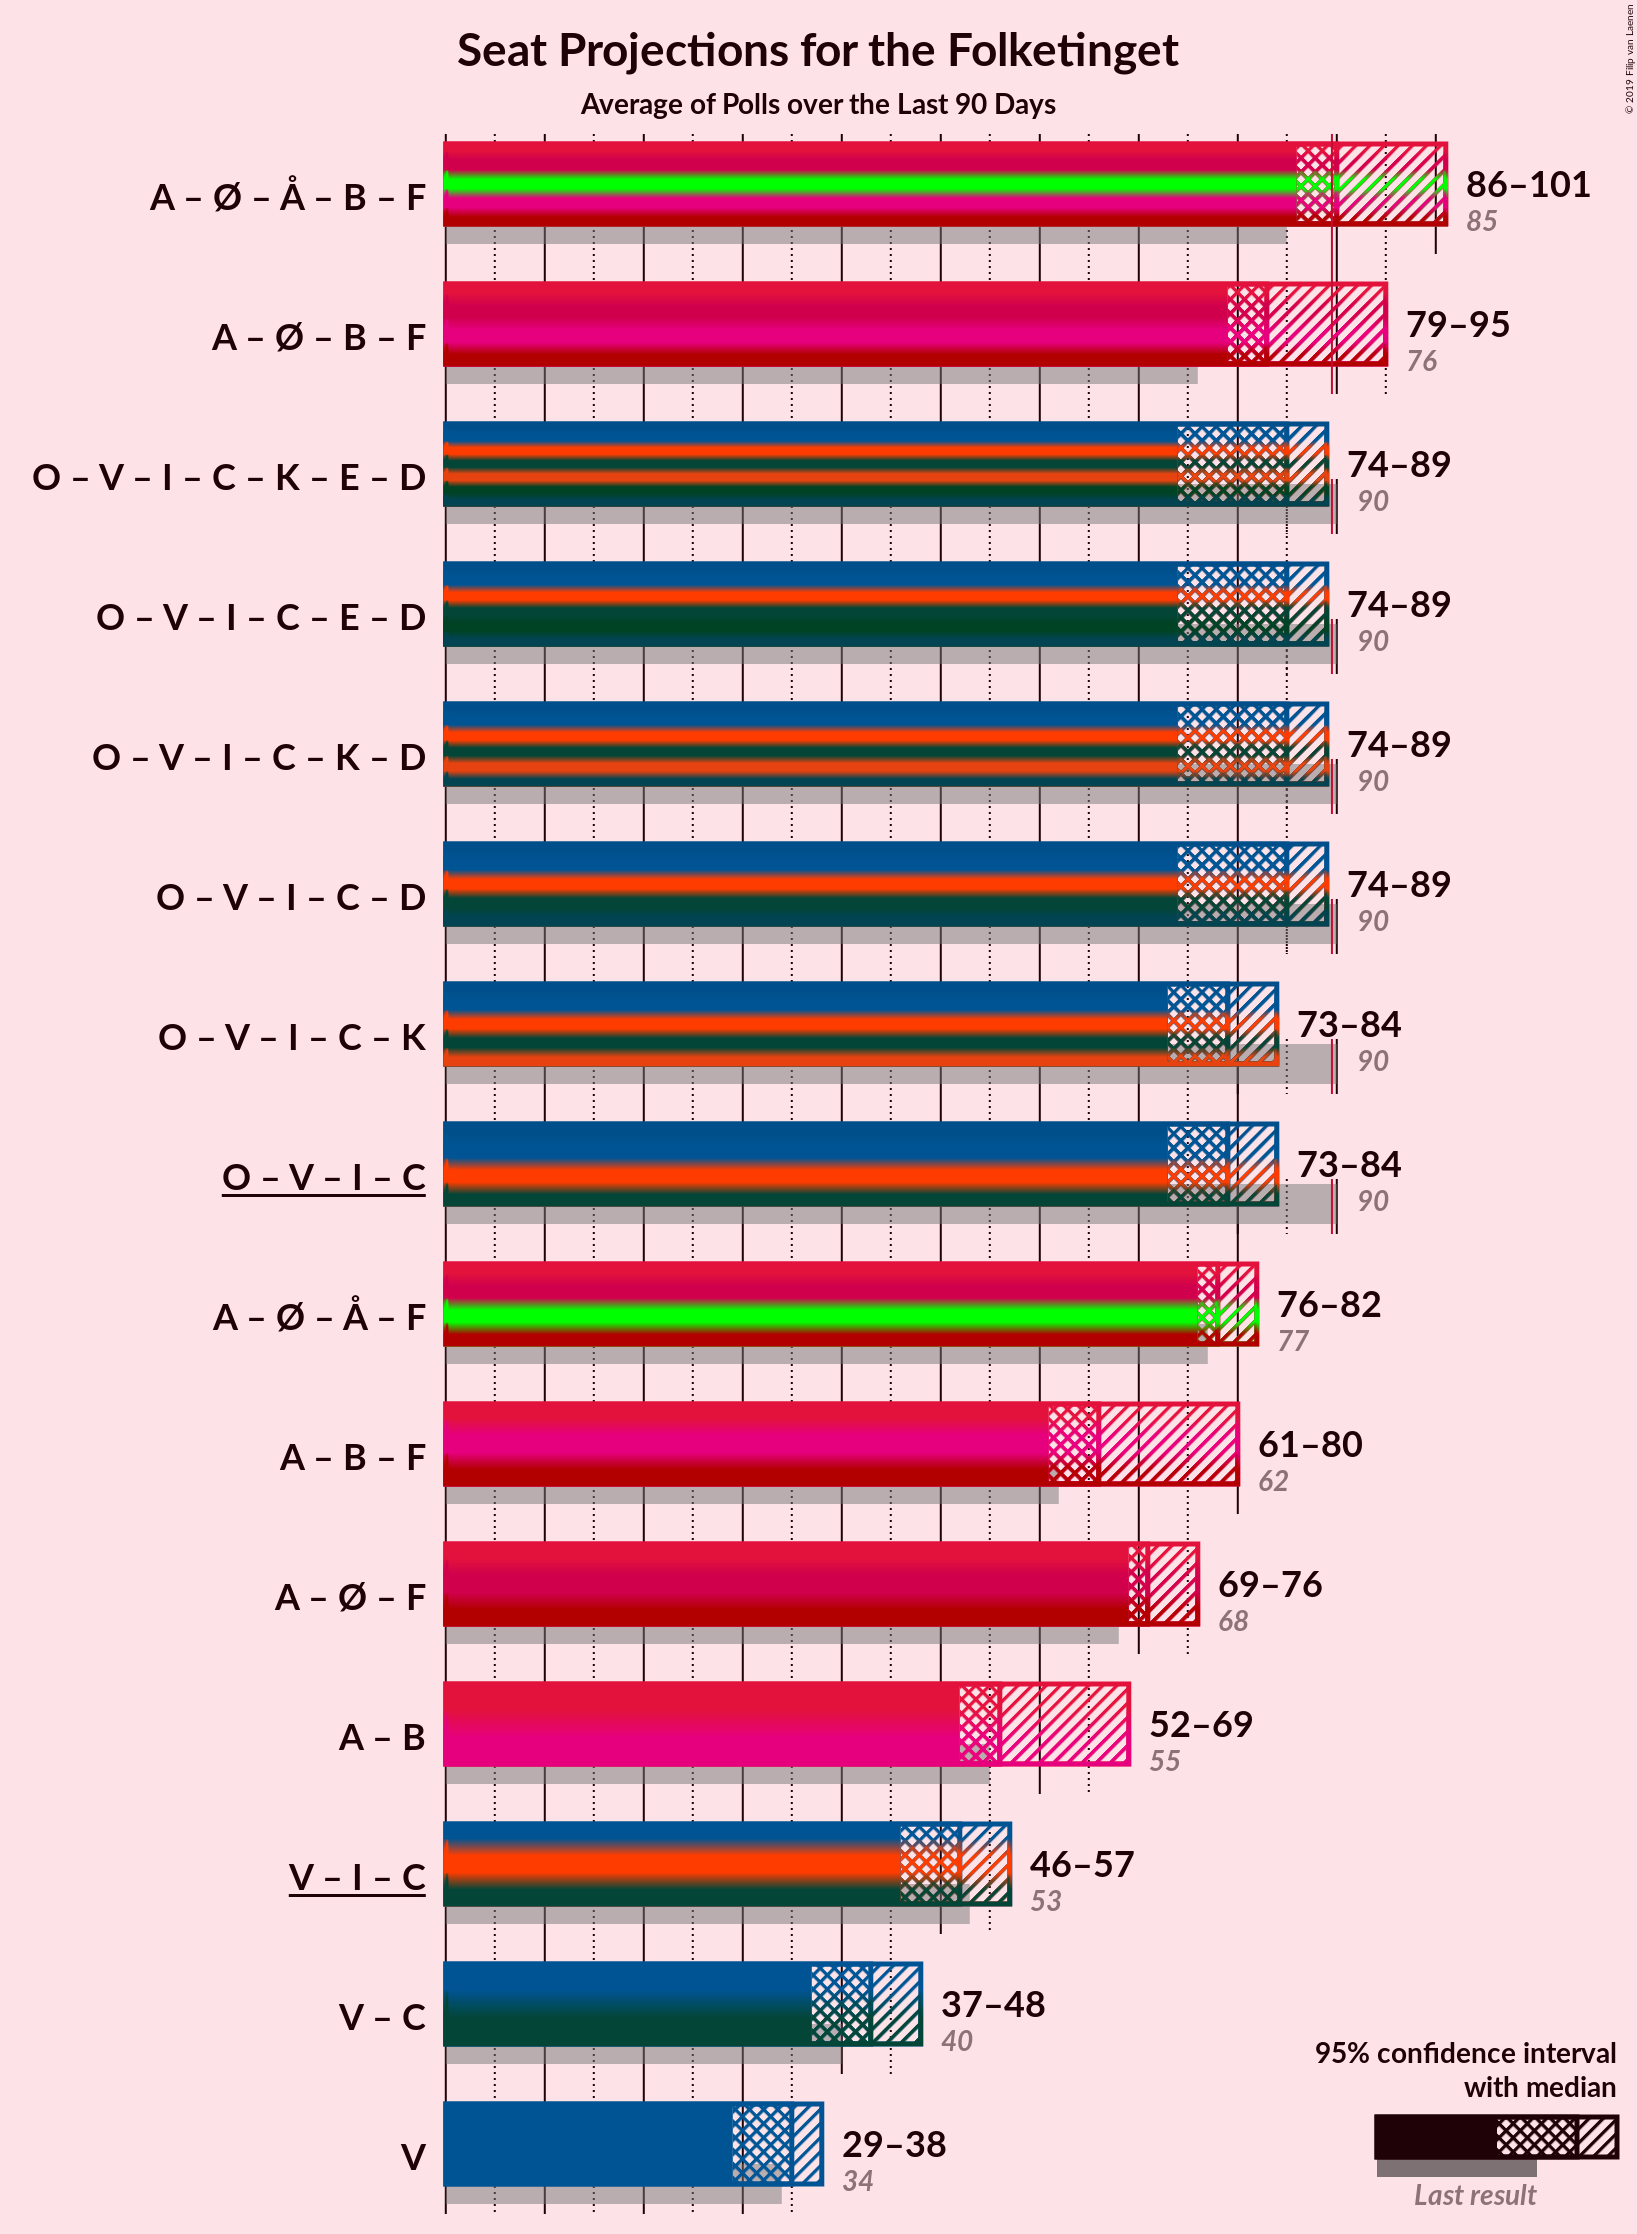 © 2019 Filip van Laenen
Seat Projections for the Folketinget
Average of Polls over the Last 90 Days
A – Ø – Å – B – F
86–101
85
A – Ø – B – F
79–95
76
O – V – I – C – K – E – D
74–89
90
O – V – I – C – E – D
74–89
90
O – V – I – C – K – D
74–89
90
O – V – I – C – D
74–89
90
O – V – I – C – K
73–84
90
O – V – I – C
73–84
90
A – Ø – Å – F
76–82
77
A – B – F
61–80
62
A – Ø – F
69–76
68
A – B
52–69
55
V – I – C
46–57
53
V – C
37–48
40
V
29–38
34
95% confidence interval
with median
Last result